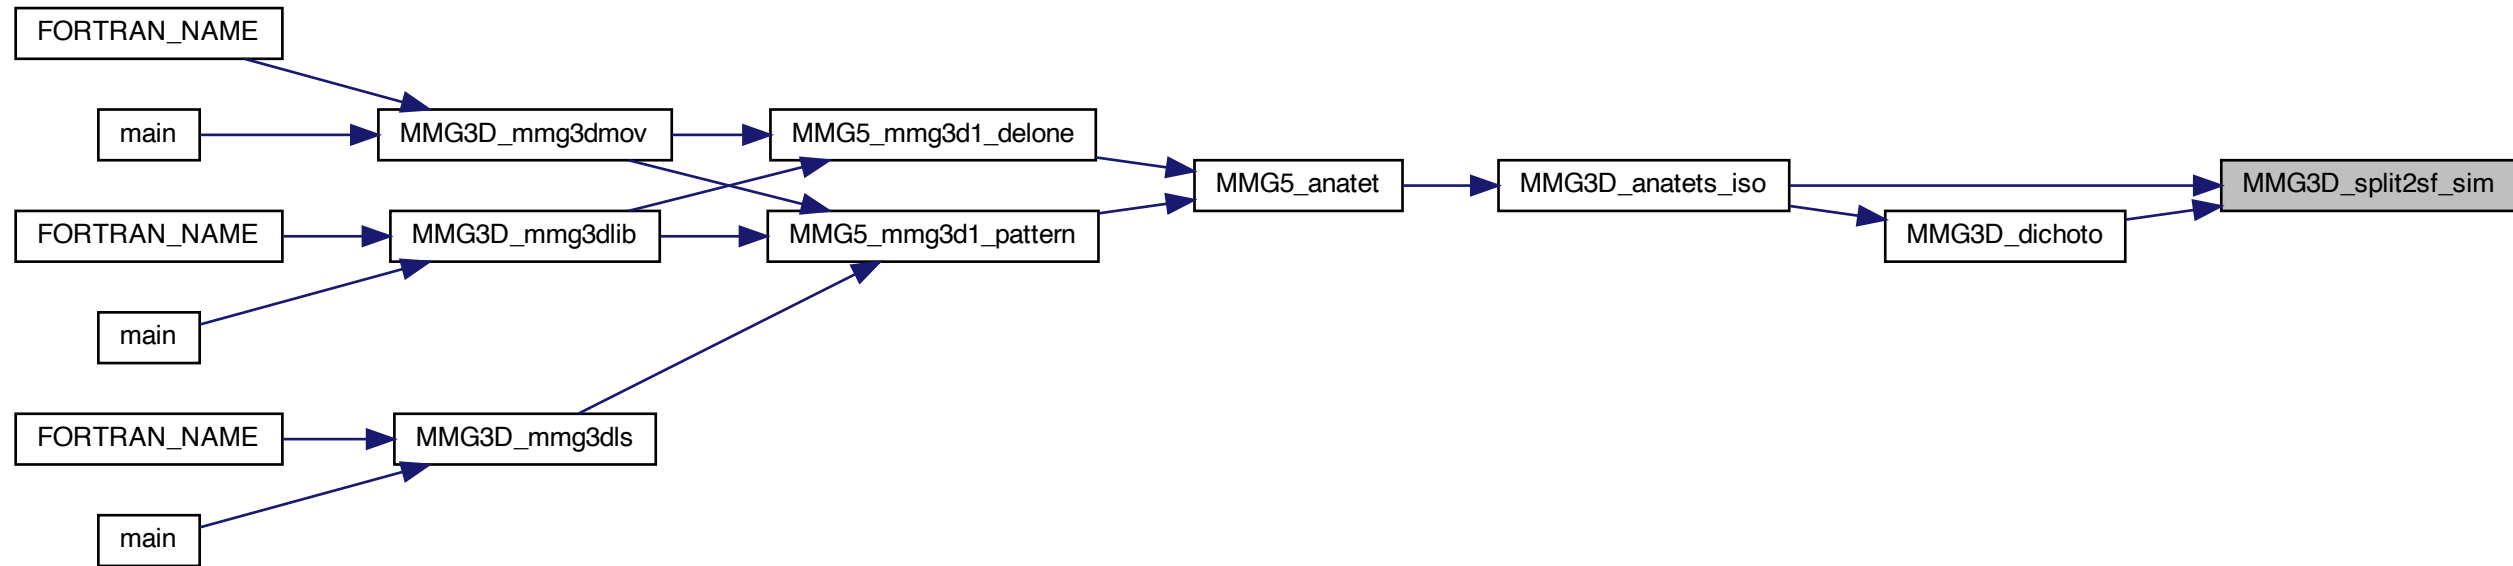 FORTRAN_NAME
main
MMG3D_mmg3dmov
MMG5_mmg3d1_delone
MMG5_anatet
MMG3D_anatets_iso
MMG3D_split2sf_sim
FORTRAN_NAME
MMG3D_mmg3dlib
MMG5_mmg3d1_pattern
MMG3D_dichoto
main
FORTRAN_NAME
MMG3D_mmg3dls
main